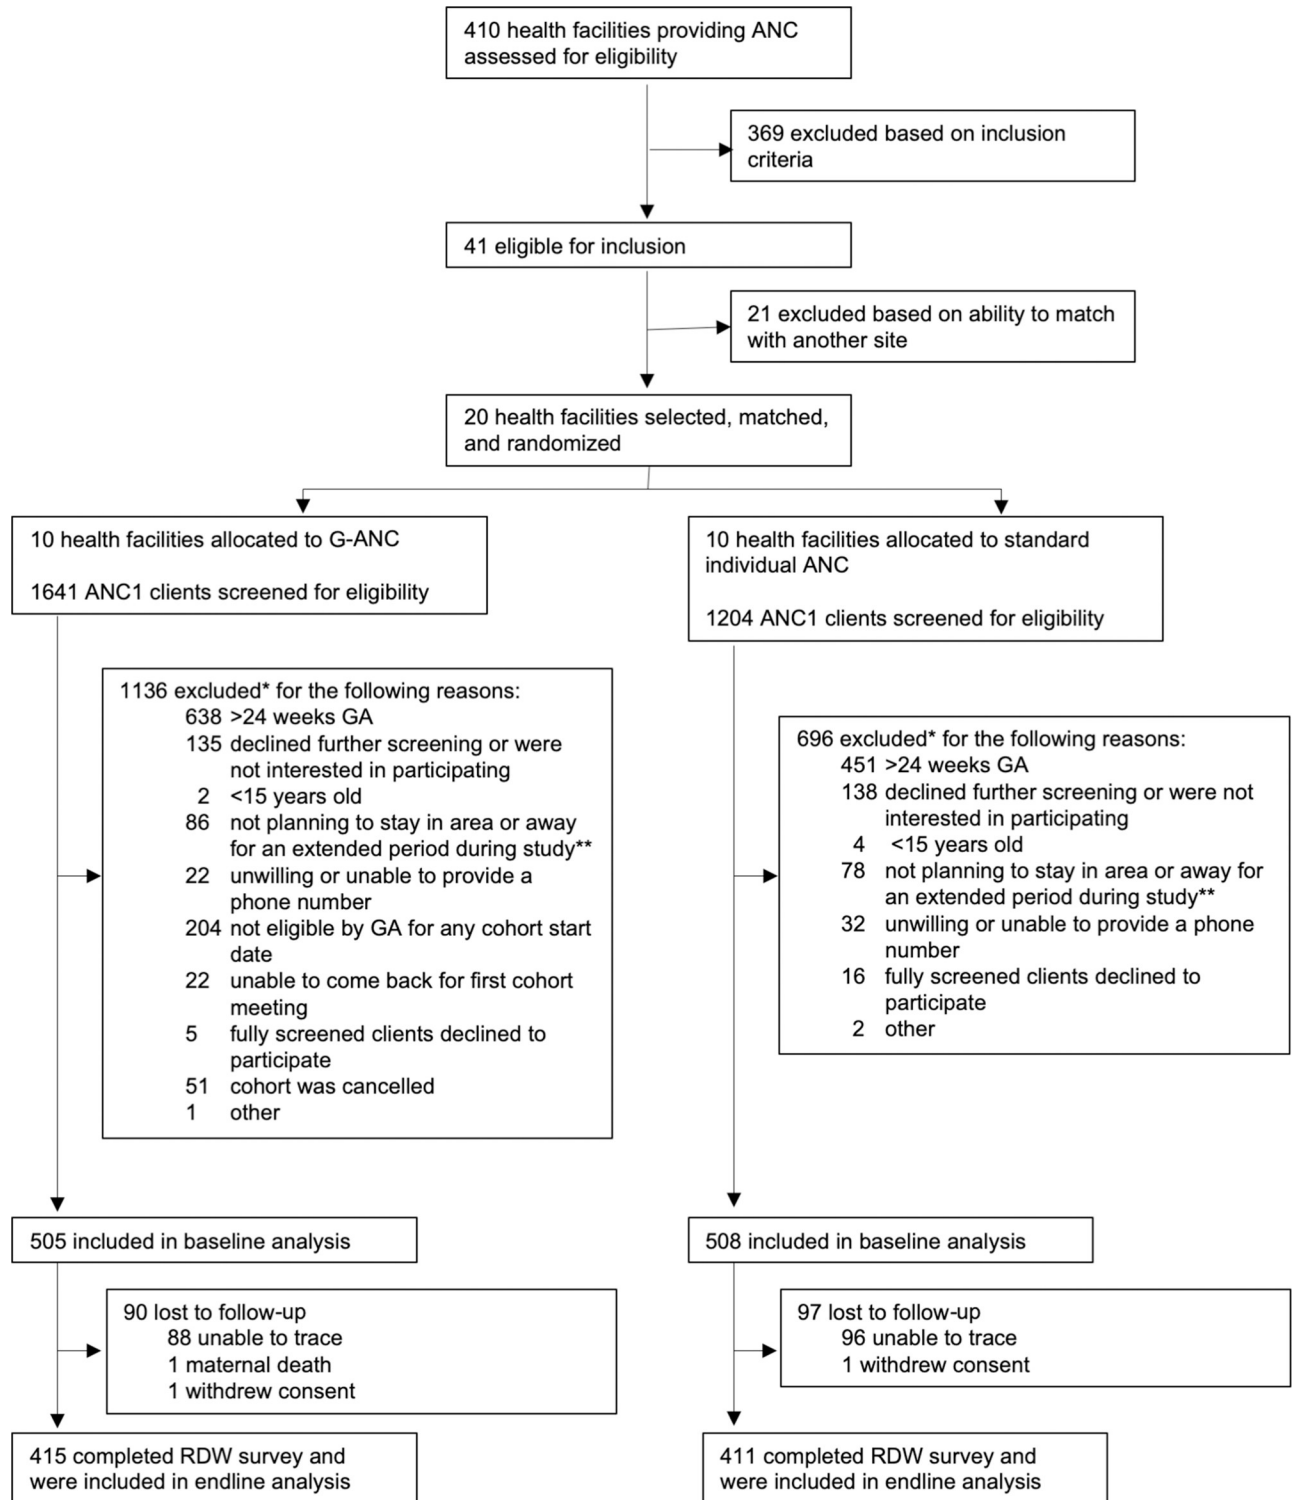 410 health facilities providing ANC
assessed for eligibility
369 excluded based on inclusion
criteria
41 eligible for inclusion
21 excluded based on ability to match
with another site
20 health facilities selected, matched,
and randomized
10 health facilities allocated to G-ANC
1641 ANC1 clients screened for eligibility
10 health facilities allocated to standard
individual ANC
1204 ANC1 clients screened for eligibility
1136 excluded* for the following reasons:
638 >24 weeks GA
135 declined further screening or were
not interested in participating
2 <15 years old
86 not planning to stay in area or away
for an extended period during study**
22 unwilling or unable to provide a
phone number
204 not eligible by GA for any cohort start
date
22 unable to come back for first cohort
meeting
5 fully screened clients declined to
participate
51 cohort was cancelled
1 other
696 excluded* for the following reasons:
451 >24 weeks GA
138 declined further screening or were not
interested in participating
4 <15 years old
78 not planning to stay in area or away for
an extended period during study**
32 unwilling or unable to provide a phone
number
16 fully screened clients declined to
participate
2 other
505 included in baseline analysis
508 included in baseline analysis
90 lost to follow-up
88 unable to trace
1 maternal death
1 withdrew consent
97 lost to follow-up
96 unable to trace
1 withdrew consent
415 completed RDW survey and
were included in endline analysis
411 completed RDW survey and
were included in endline analysis